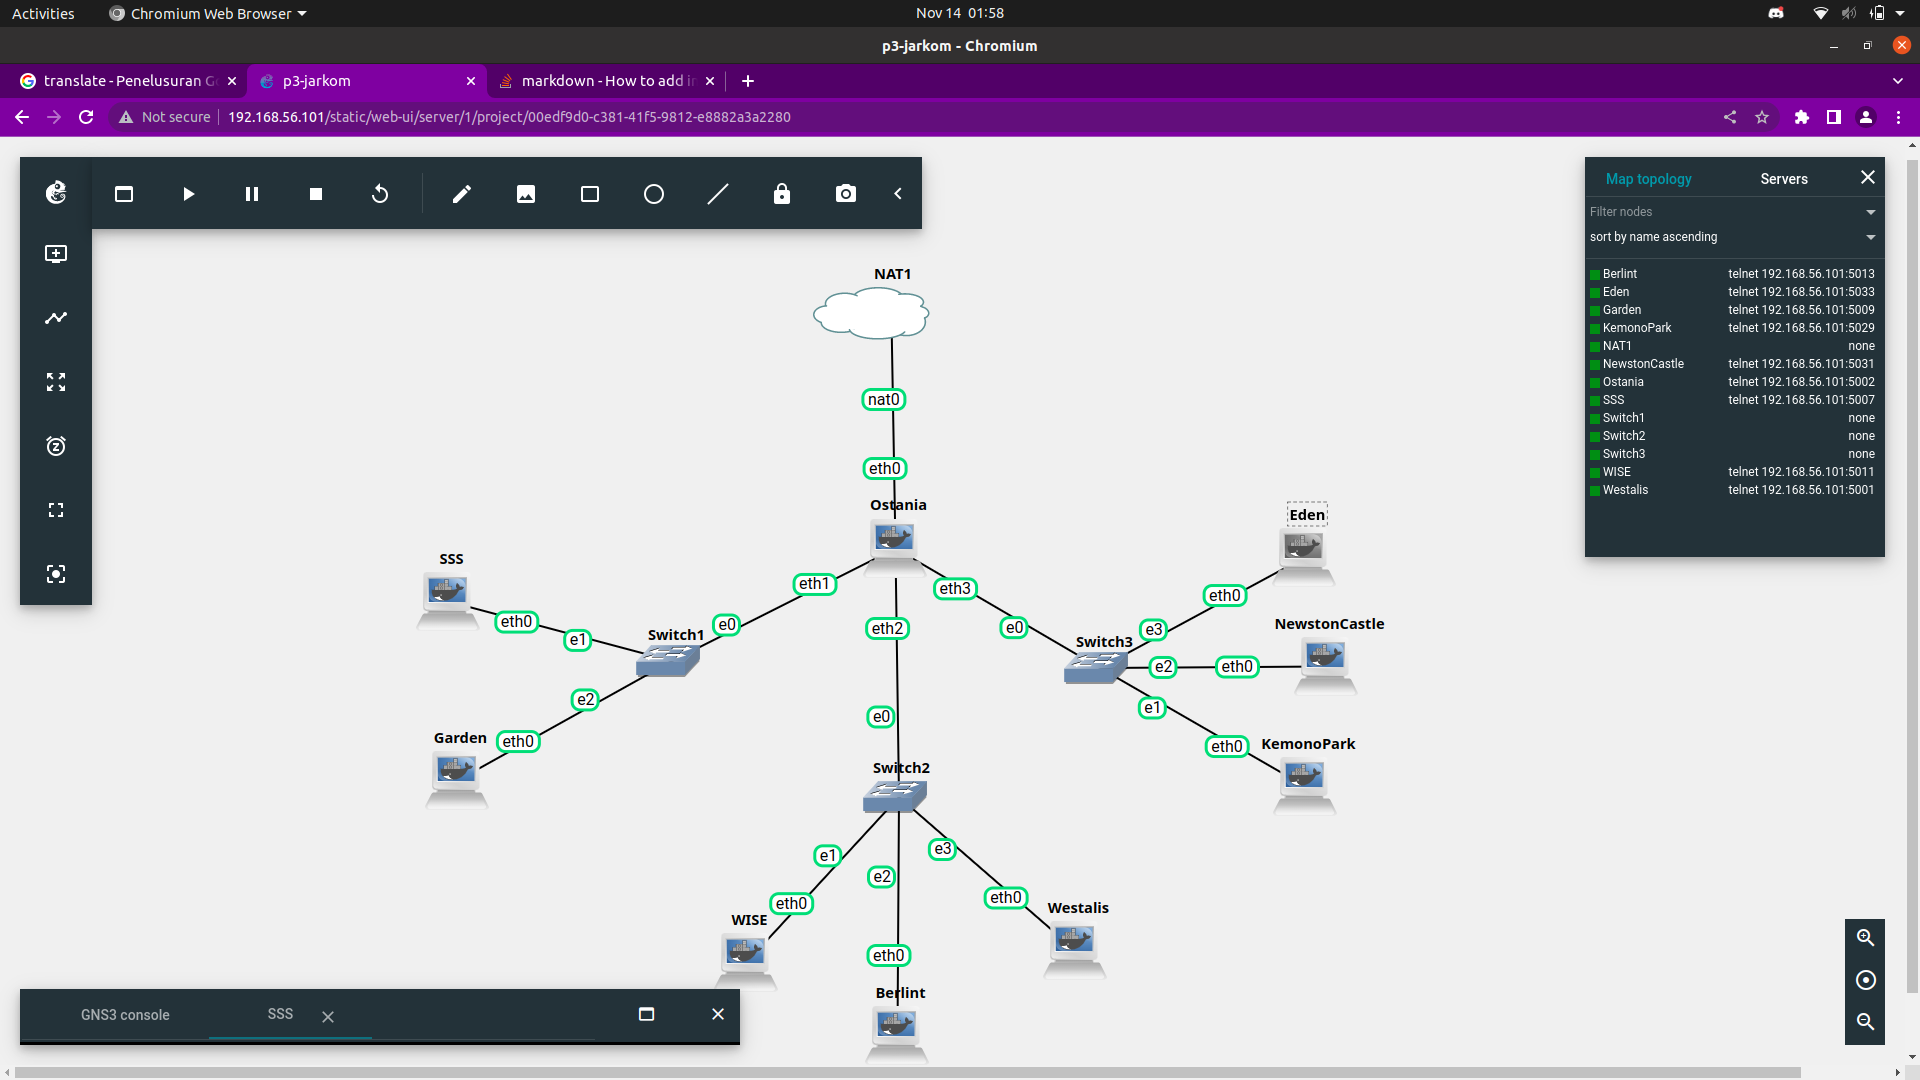 Activities
Chromium Web Browser
Nov 14 01:58
p3-jarkom - Chromium
translate - Penelusuran G
p3-jarkom
markdown - How to add i
Not secure
192.168.56.101/static/web-ui/server/1/project/00edf9d0-c381-41f5-9812-e8882a3a2280
Map topology
Servers
Filter nodes
sort by name ascending
Berlint telnet 192.168.56.101:5013
Eden telnet 192.168.56.101:5033
Garden telnet 192.168.56.101:5009
KemonoPark telnet 192.168.56.101:5029
NAT1 none
NewstonCastle telnet 192.168.56.101:5031
Ostania telnet 192.168.56.101:5002
SSS telnet 192.168.56.101:5007
Switch1 none
Switch2 none
Switch3 none
WISE telnet 192.168.56.101:5011
Westalis telnet 192.168.56.101:5001
NAT1
nat0
eth0
Ostania
Eden
SSS
eth1
eth3
eth0
eth0
e1
Switch1
e0
eth2
e0
e3
NewstonCastle
Switch3
e2
eth0
e2
e0
e1
Garden
eth0
eth0
KemonoPark
Switch2
e1
e3
e2
eth0
eth0
Westalis
WISE
eth0
Berlint
GNS3 console
SSS